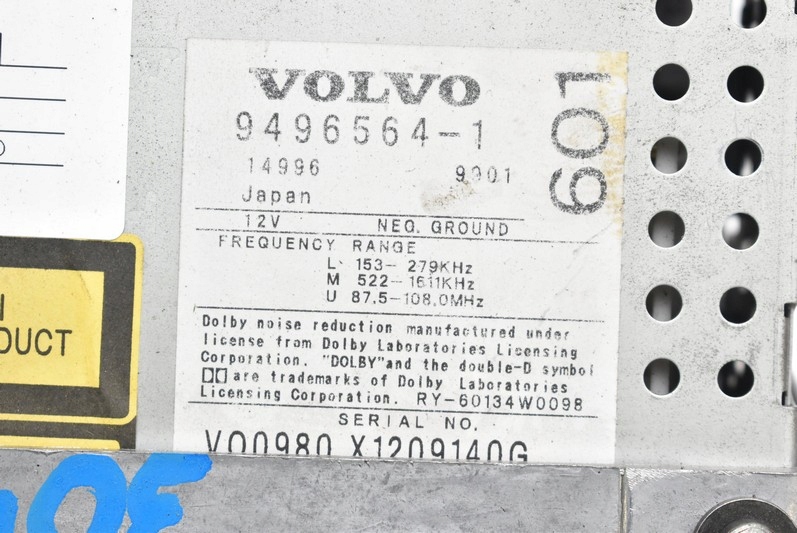 VOLVO
9496564-1
601
14996 9901
Japan
12V NEG. GROUND
FREQUENCY RANGE
L 153- 279KHz
M 522-1611KHz
U 87.5-108.0MHz
Dolby noise reduction manufactured under
license from Dolby Laboratories Licensing
Corporation. "DOLBY"and the double-D symbol
are trademarks of Dolby Laboratories
Licensing Corporation. RY-60134W0098
SERIAL NO.
VO0980 X1209140G
DUCT